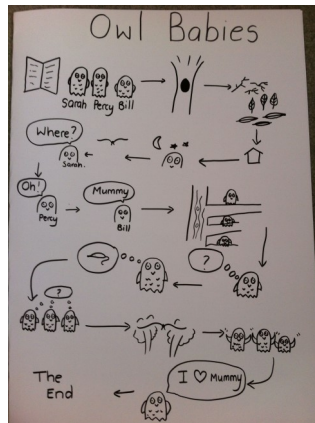 Owl Babies
Sarah Percy Bill
Where?
Sarah.
Oh!
Percy
Mummy
Bill
?
?
I ♡ Mummy
The
End